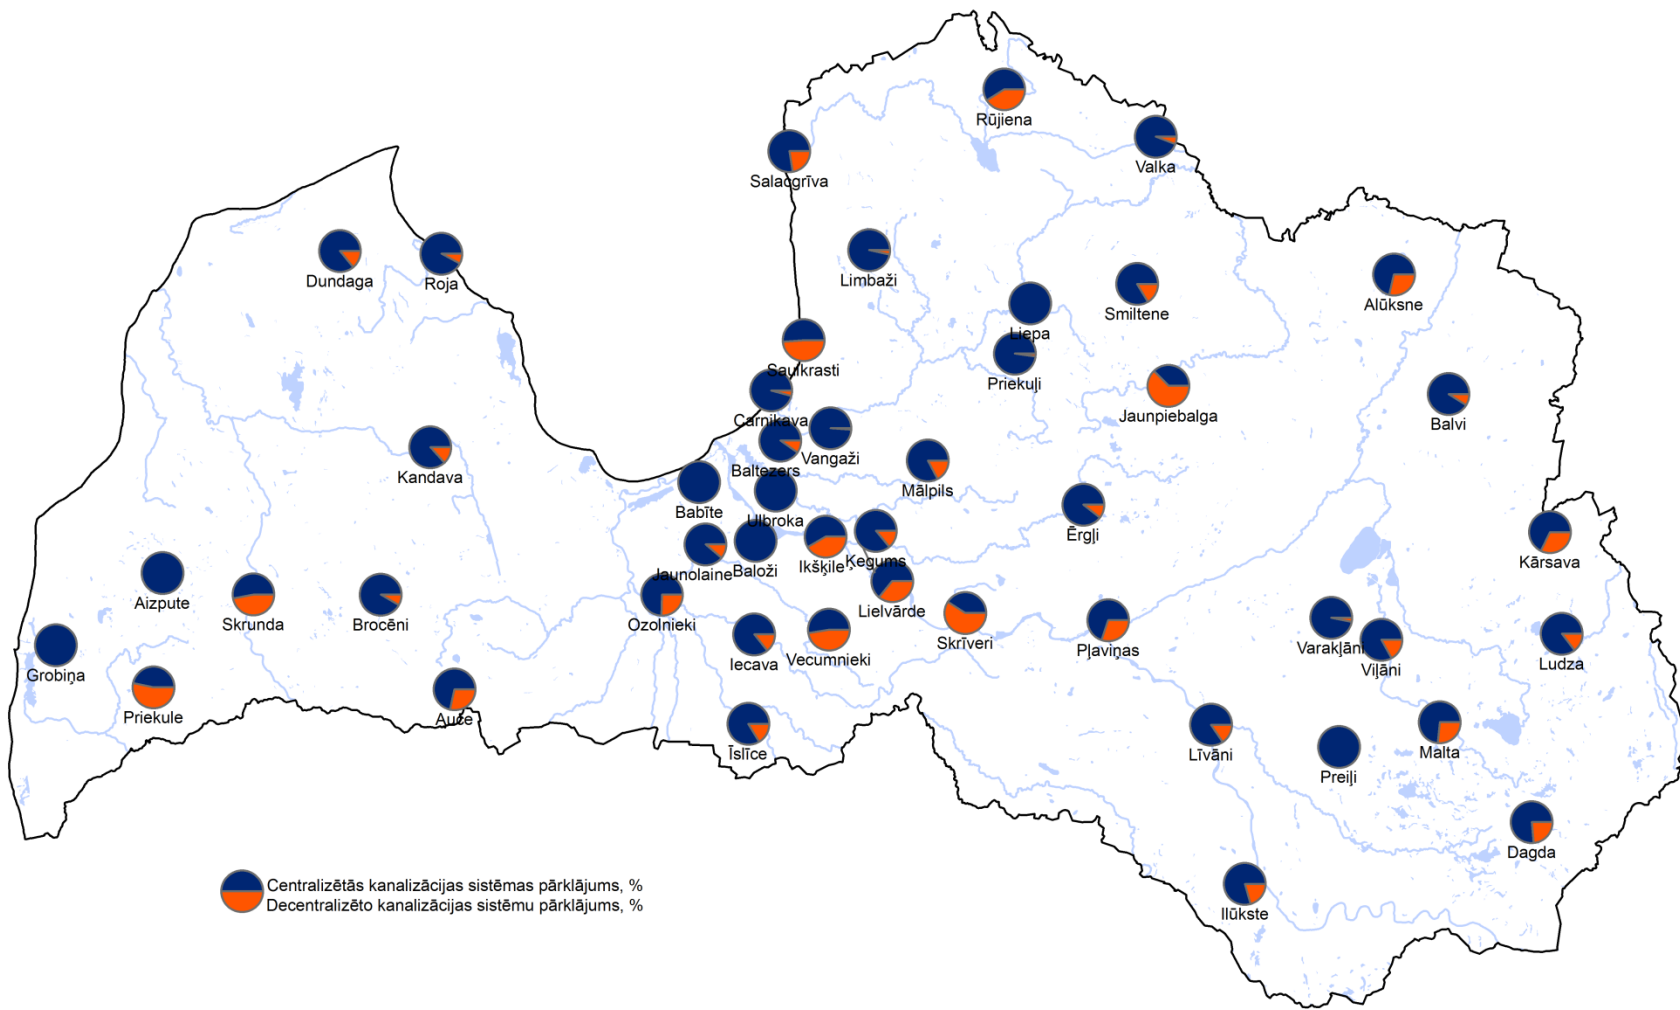 Rūjiena
Valka
Salacgrīva
Dundaga
Roja
Limbaži
Alūksne
Smiltene
Liepa
Saulkrasti
Priekuļi
Jaunpiebalga
Carnikava
Balvi
Vangaži
Baltezers
Kandava
Mālpils
Babīte
Ulbroka
Ērgļi
Kārsava
Ikšķile
Ķegums
Jaunolaine
Baloži
Aizpute
Lielvārde
Skrunda
Brocēni
Ozolnieki
Skrīveri
Pļaviņas
Varakļāni
Viļāni
Ludza
Iecava
Vecumnieki
Grobiņa
Priekule
Auce
Īslīce
Līvāni
Malta
Preiļi
Dagda
Centralizētās kanalizācijas sistēmas pārklājums, %
Decentralizēto kanalizācijas sistēmu pārklājums, %
Ilūkste